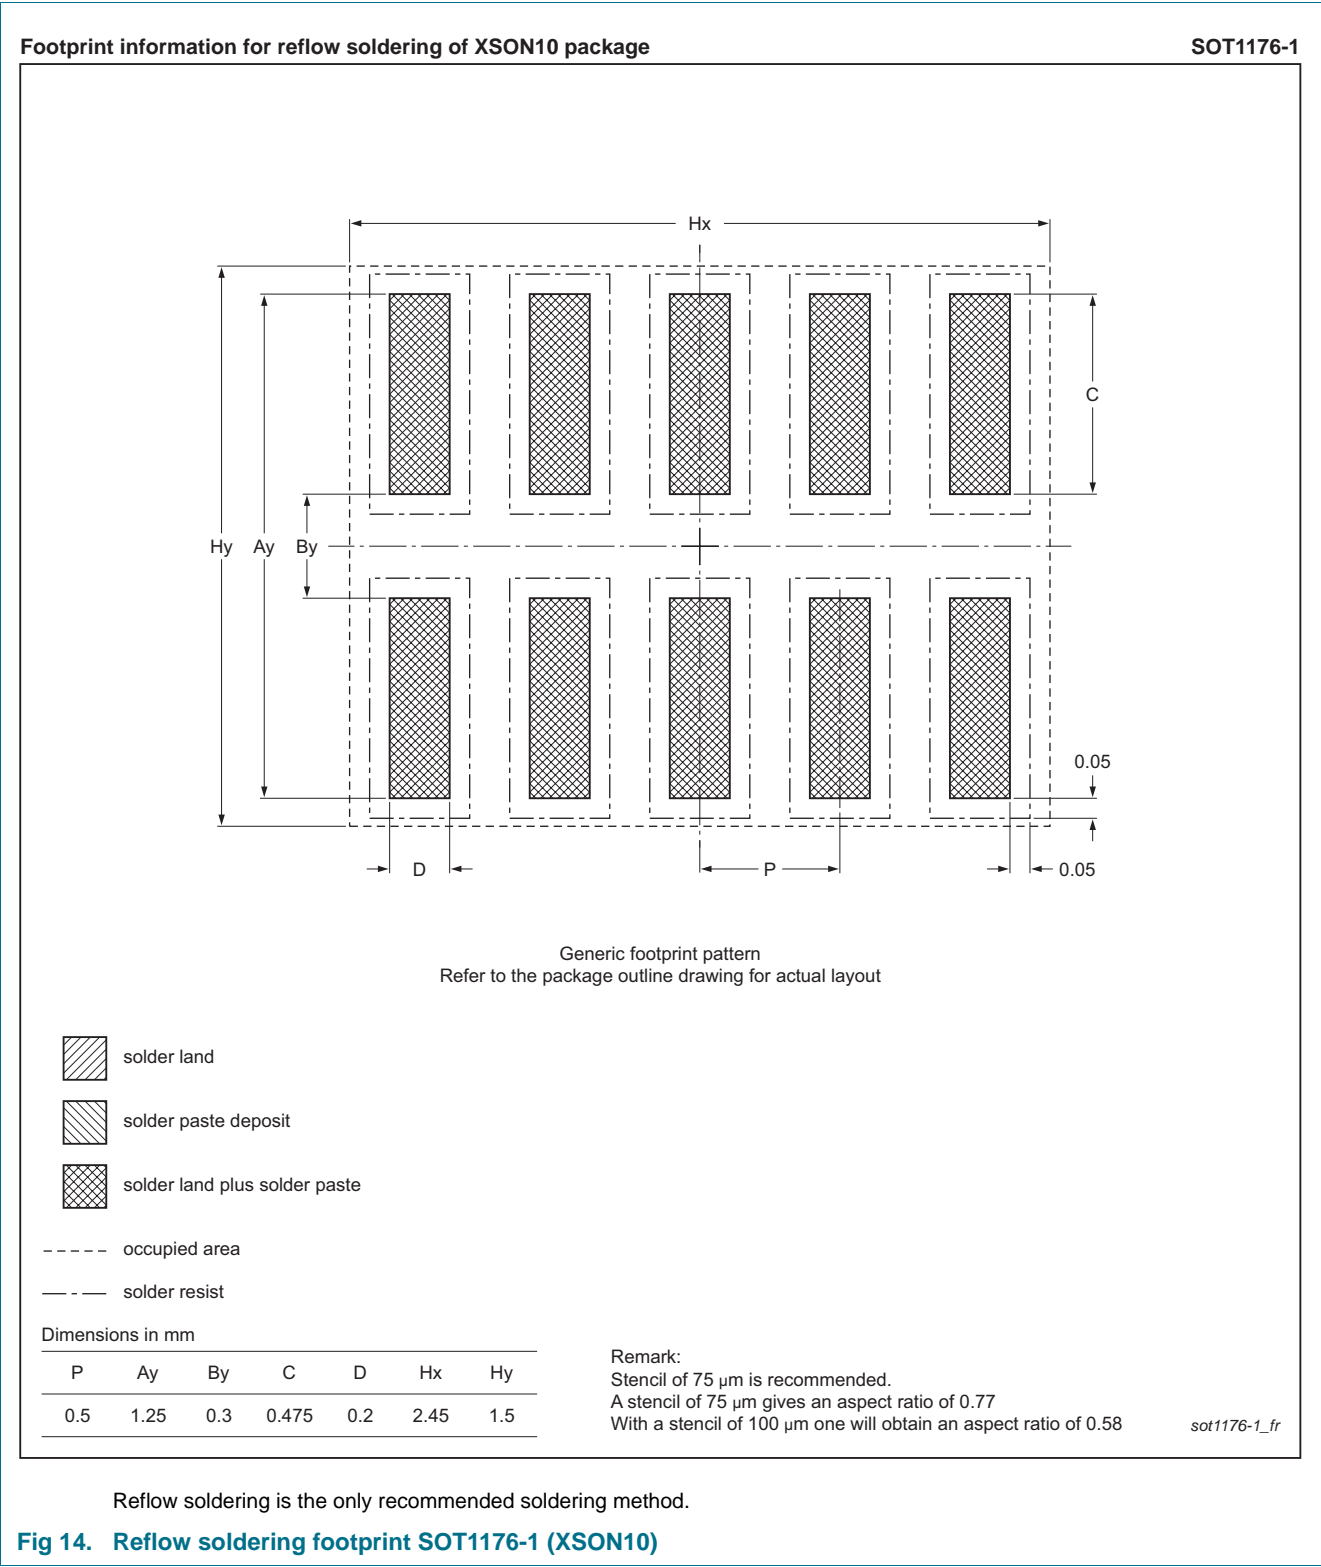 Footprint information for reflow soldering of XSON10 package SOT1176-1
Hx
C
Hy Ay By
0.05
D P 0.05
Generic footprint pattern
Refer to the package outline drawing for actual layout
solder land
solder paste deposit
solder land plus solder paste
occupied area
solder resist
Dimensions in mm
P Ay By C D Hx Hy
0.5 1.25 0.3 0.475 0.2 2.45 1.5
Remark:
Stencil of 75 μm is recommended.
A stencil of 75 μm gives an aspect ratio of 0.77
With a stencil of 100 μm one will obtain an aspect ratio of 0.58
sot1176-1_fr
Reflow soldering is the only recommended soldering method.
Fig 14. Reflow soldering footprint SOT1176-1 (XSON10)